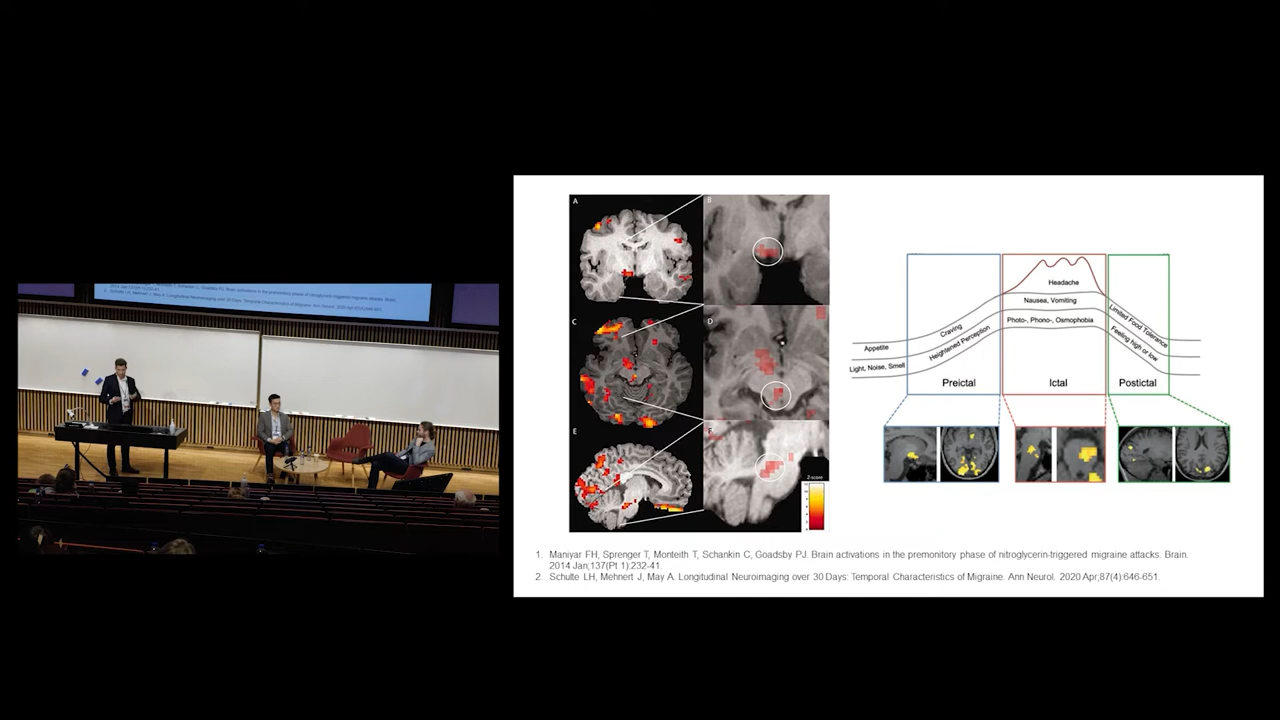 A
B
C
D
E
F
Z-score
Headache
Nausea, Vomiting
Photo-, Phono-, Osmophobia
Craving
Heightened Perception
Appetite
Light, Noise, Smell
Limited Food Tolerance
Feeling high or low
Preictal
Ictal
Postictal
1. Maniyar FH, Sprenger T, Monteith T, Schankin C, Goadsby PJ. Brain activations in the premonitory phase of nitroglycerin-triggered migraine attacks. Brain.
2014 Jan;137(Pt 1):232-41.
2. Schulte LH, Mehnert J, May A. Longitudinal Neuroimaging over 30 Days: Temporal Characteristics of Migraine. Ann Neurol. 2020 Apr;87(4):646-651.